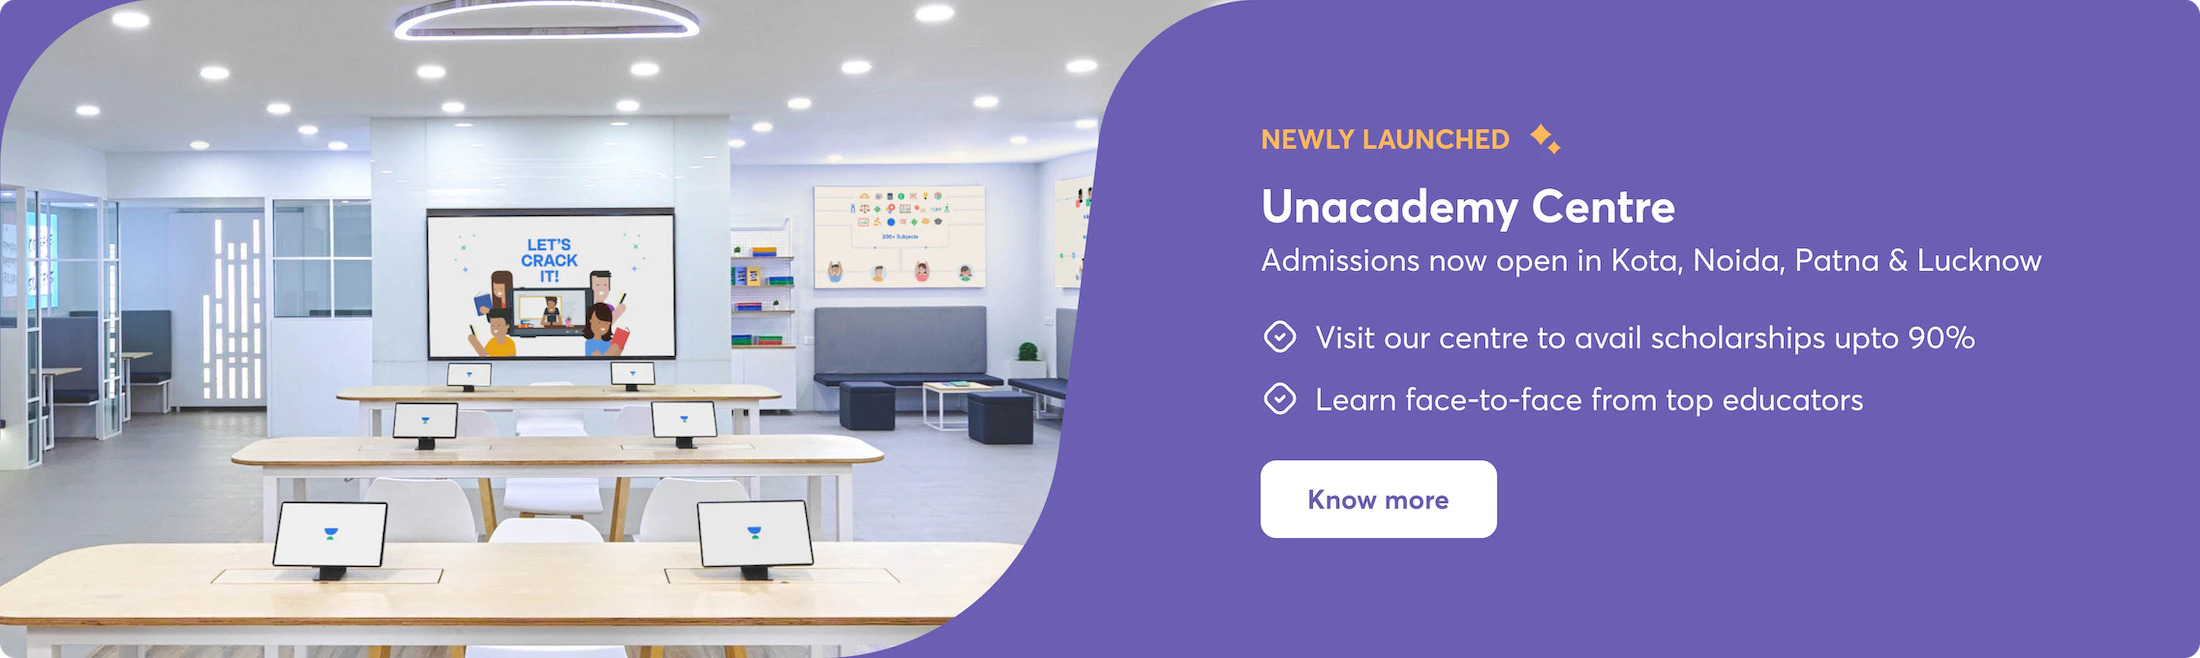 LET'S
CRACK
IT!
200+ Subjects
NEWLY LAUNCHED
Unacademy Centre
Admissions now open in Kota, Noida, Patna & Lucknow
Visit our centre to avail scholarships upto 90%
Learn face-to-face from top educators
Know more